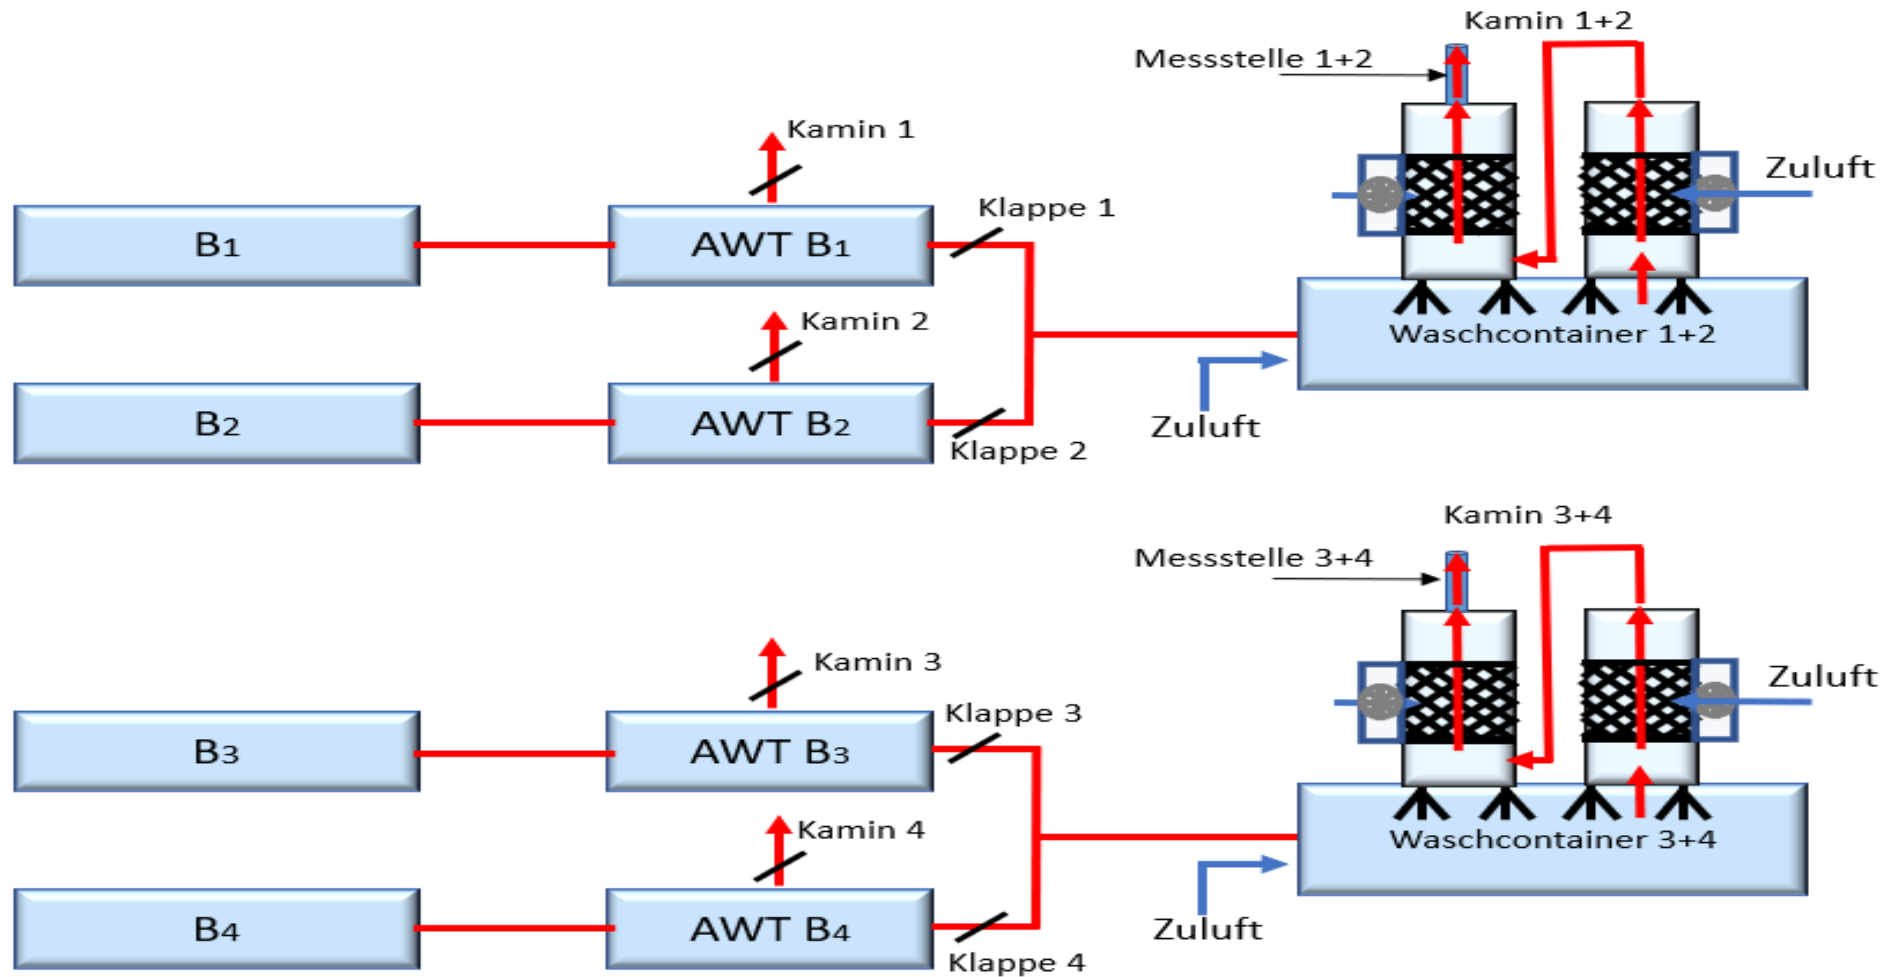 Kamin 1+2
Messstelle 1+2
Kamin 1
Zuluft
Klappe 1
B1
AWT B1
Kamin 2
Waschcontainer 1+2
B2
AWT B2
Klappe 2
Zuluft
Kamin 3+4
Messstelle 3+4
Kamin 3
Zuluft
Klappe 3
B3
AWT B3
Kamin 4
Waschcontainer 3+4
B4
AWT B4
Zuluft
Klappe 4